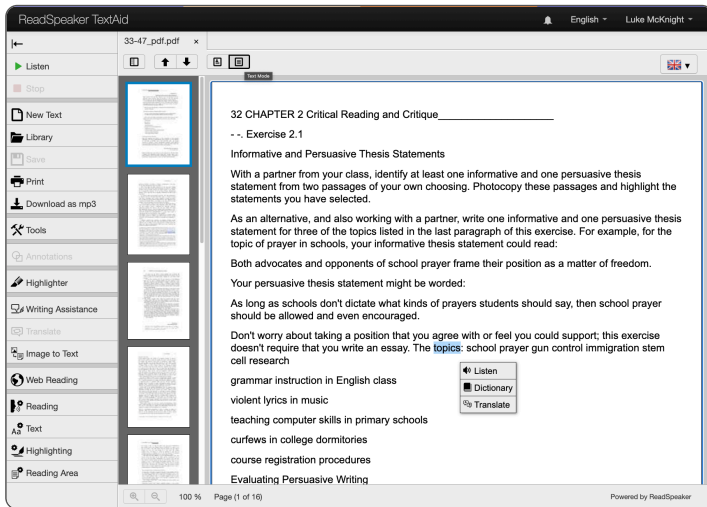 ReadSpeaker TextAid
English
Luke McKnight
33-47_pdf.pdf ×
Listen
Stop
New Text
Library
Save
Print
Download as mp3
Tools
Annotations
Highlighter
Writing Assistance
Translate
Image to Text
Web Reading
Reading
Text
Highlighting
Reading Area
Text Mode
32 CHAPTER 2 Critical Reading and Critique____________________
- -. Exercise 2.1
Informative and Persuasive Thesis Statements
With a partner from your class, identify at least one informative and one persuasive thesis
statement from two passages of your own choosing. Photocopy these passages and highlight the
statements you have selected.
As an alternative, and also working with a partner, write one informative and one persuasive thesis
statement for three of the topics listed in the last paragraph of this exercise. For example, for the
topic of prayer in schools, your informative thesis statement could read:
Both advocates and opponents of school prayer frame their position as a matter of freedom.
Your persuasive thesis statement might be worded:
As long as schools don't dictate what kinds of prayers students should say, then school prayer
should be allowed and even encouraged.
Don't worry about taking a position that you agree with or feel you could support; this exercise
doesn't require that you write an essay. The topics: school prayer gun control immigration stem
cell research
Listen
Dictionary
Translate
grammar instruction in English class
violent lyrics in music
teaching computer skills in primary schools
curfews in college dormitories
course registration procedures
Evaluating Persuasive Writing
100 %
Page (1 of 16)
Powered by ReadSpeaker